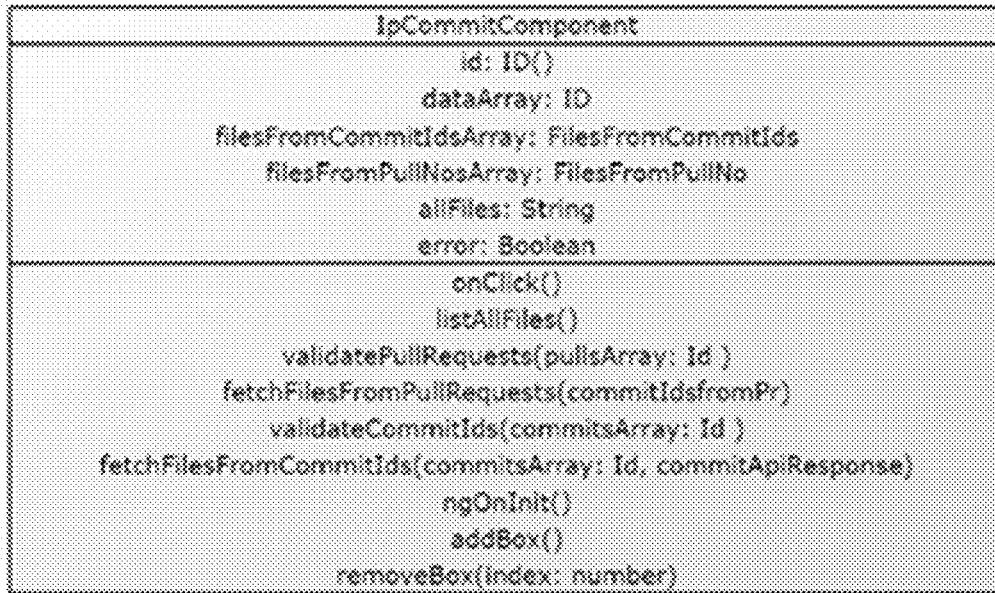 IpCommitComponent
id: ID()
dataArray: ID
filesFromCommitIdsArray: FilesFromCommitIds
filesFromPullNosArray: FilesFromPullNo
allFiles: String
error: Boolean
onClick()
listAllFiles()
validatePullRequests(pullsArray: Id )
fetchFilesFromPullRequests(commitIdsfromPr)
validateCommitIds(commitsArray: Id )
fetchFilesFromCommitIds(commitsArray: Id, commitApiResponse)
ngOnInit()
addBox()
removeBox(index: number)